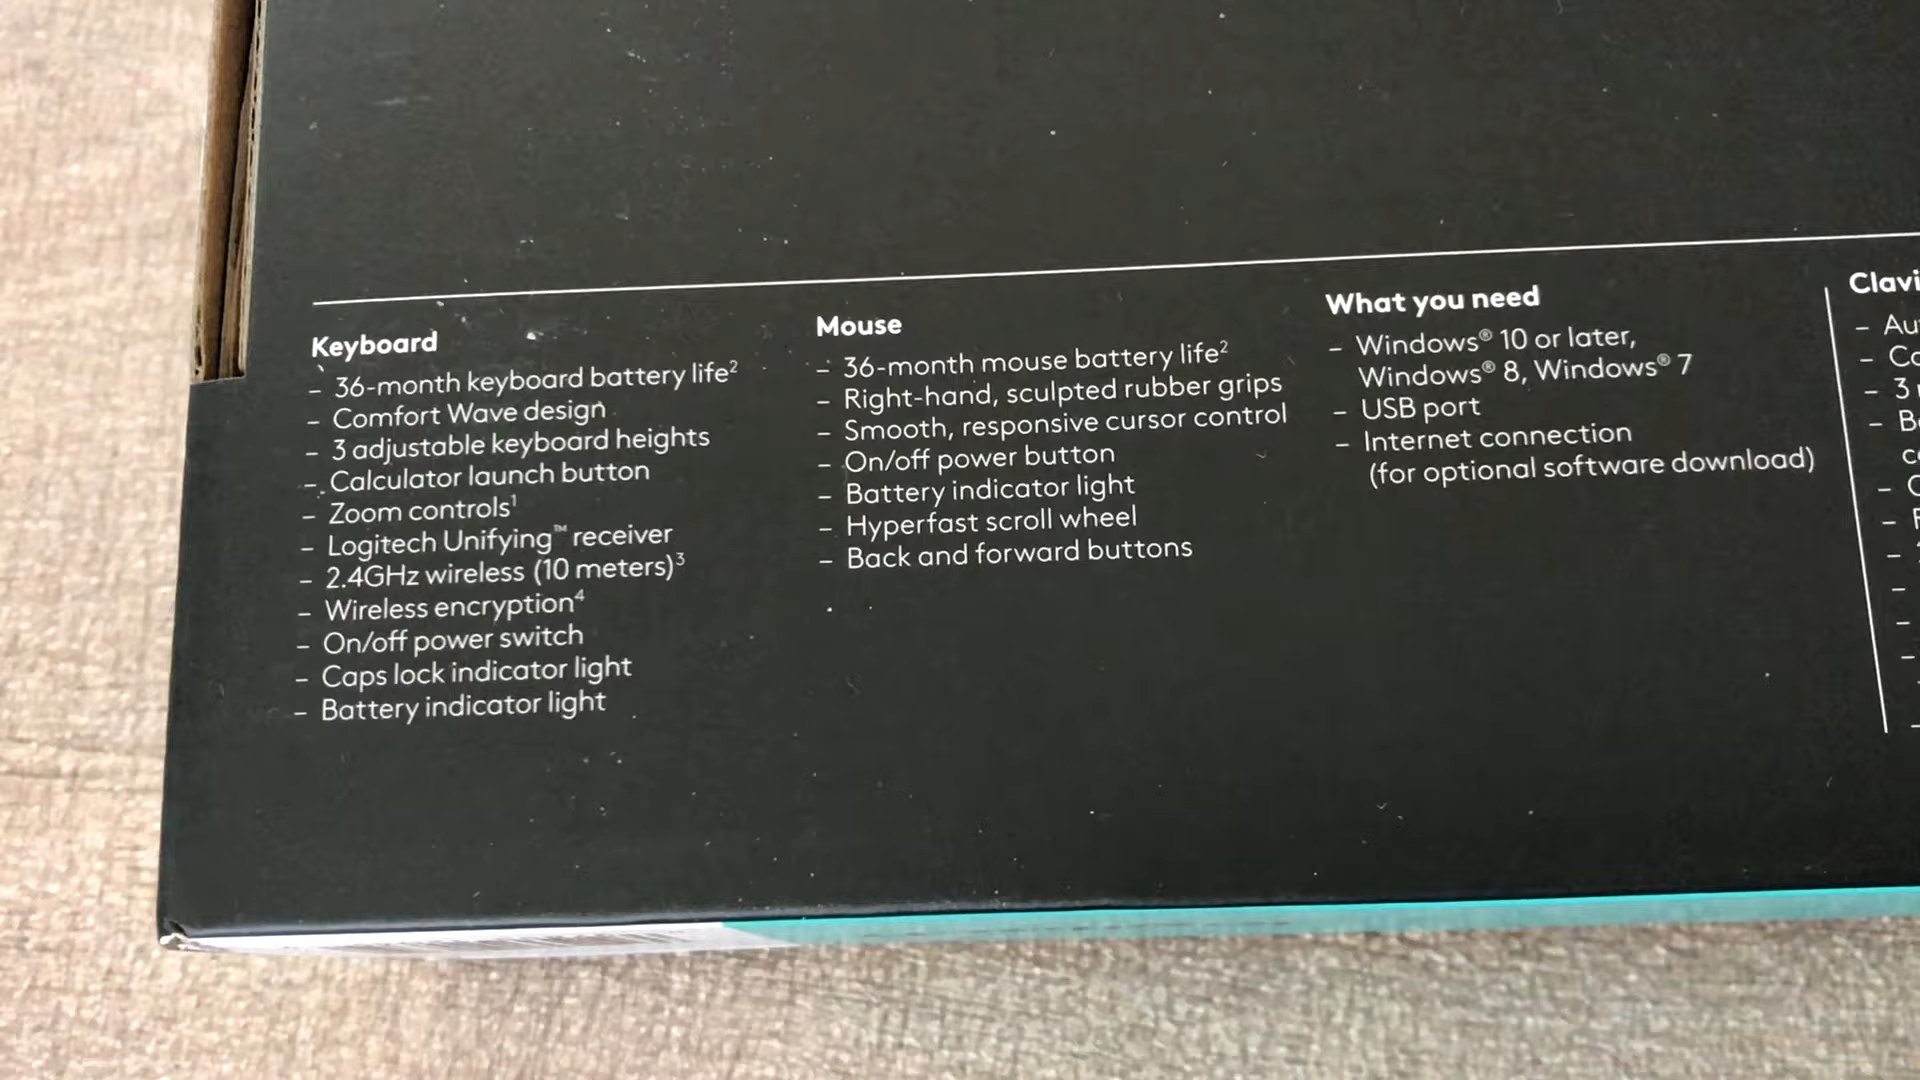 Keyboard
- 36-month keyboard battery life²
- Comfort Wave design
- 3 adjustable keyboard heights
- Calculator launch button
- Zoom controls¹
- Logitech Unifying™ receiver
- 2.4GHz wireless (10 meters)³
- Wireless encryption⁴
- On/off power switch
- Caps lock indicator light
- Battery indicator light
Mouse
- 36-month mouse battery life²
- Right-hand, sculpted rubber grips
- Smooth, responsive cursor control
- On/off power button
- Battery indicator light
- Hyperfast scroll wheel
- Back and forward buttons
What you need
- Windows® 10 or later,
Windows® 8, Windows® 7
- USB port
- Internet connection
(for optional software download)